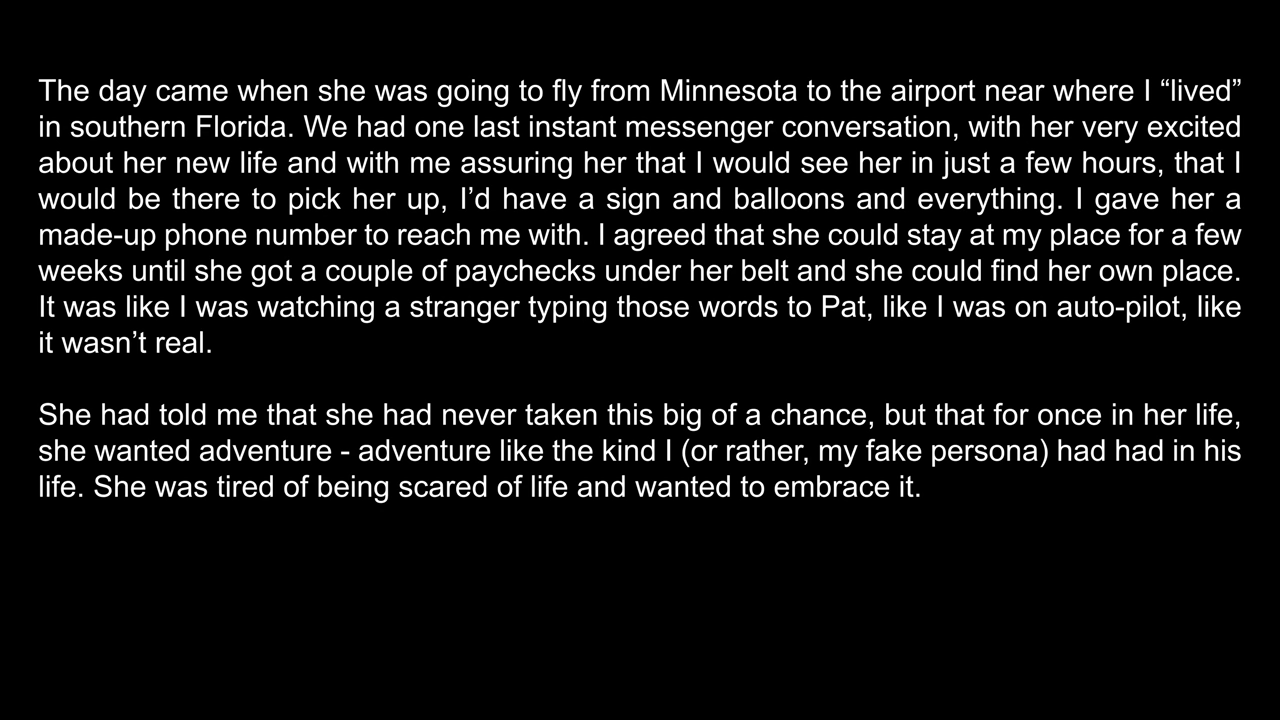 The day came when she was going to fly from Minnesota to the airport near where I “lived”
in southern Florida. We had one last instant messenger conversation, with her very excited
about her new life and with me assuring her that I would see her in just a few hours, that I
would be there to pick her up, I’d have a sign and balloons and everything. I gave her a
made-up phone number to reach me with. I agreed that she could stay at my place for a few
weeks until she got a couple of paychecks under her belt and she could find her own place.
It was like I was watching a stranger typing those words to Pat, like I was on auto-pilot, like
it wasn’t real.
She had told me that she had never taken this big of a chance, but that for once in her life,
she wanted adventure - adventure like the kind I (or rather, my fake persona) had had in his
life. She was tired of being scared of life and wanted to embrace it.